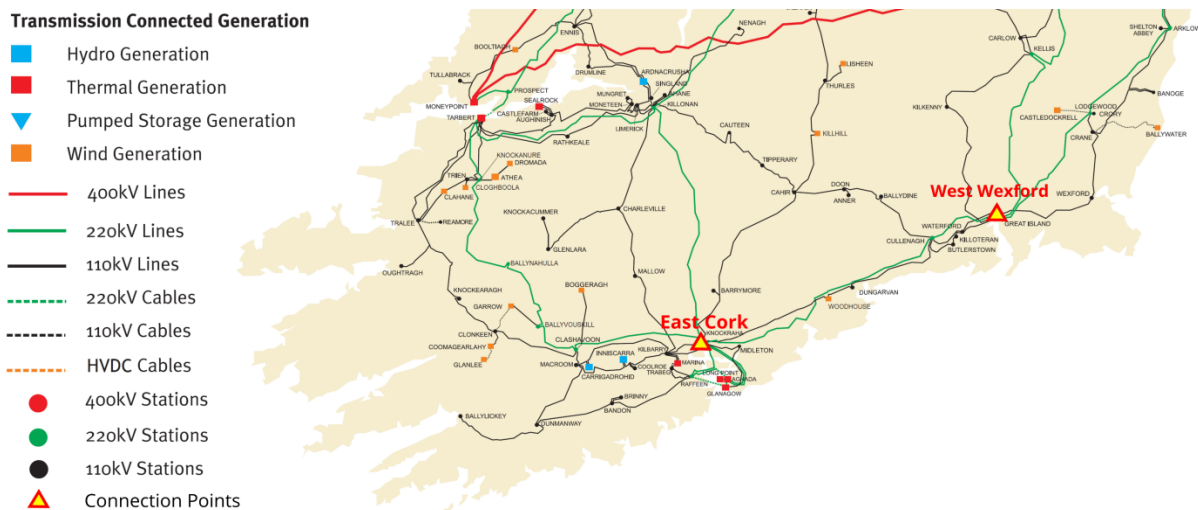 Transmission Connected Generation
Hydro Generation
Thermal Generation
Pumped Storage Generation
Wind Generation
400kV Lines
220kV Lines
110kV Lines
220kV Cables
110kV Cables
HVDC Cables
400kV Stations
220kV Stations
110kV Stations
Connection Points
NENAGH
SHELTON
ABBEY
ARKLOW
ENNIS
CARLOW
KELLIS
BOOLTIAGH
DRUMLINE
ARDNACRUSHA
SINGLAND
AHANE
LISHEEN
TULLABRACK
PROSPECT
MONEYPOINT
SEALROCK
MUNGRET
MONETEEN
CASTLEFARM
AUGHINISH
KILLONAN
THURLES
BANOGE
KILKENNY
LODGEWOOD
CASTLEDOCKRELL
CRORY
TARBERT
LIMERICK
CRANE
BALLYWATER
RATHKEALE
CAUTEEN
KILLHILL
KNOCKANURE
DROMADA
TRIEN
ATHEA
CLOGHBOOLA
CLAHANE
TIPPERARY
CAHIR
DOON
ANNER
BALLYDINE
West Wexford
WEXFORD
TRALEE
REAMORE
KNOCKACUMMER
CHARLEVILLE
WATERFORD
GREAT ISLAND
CULLENAGH
KILLOTERAN
BUTLERSTOWN
GLENLARA
OUGHTRAGH
BALLYNAHULLA
MALLOW
BARRYMORE
DUNGARVAN
KNOCKEARAGH
BOGGERAGH
GARROW
WOODHOUSE
East Cork
CLONKEEN
BALLYVOUSKILL
KNOCKRAHA
CLASHAVOON
COOMAGEARLAHY
GLANLEE
INNISCARRA
KILBARRY
MIDLETON
MACROOM
COOLROE
MARINA
CARRIGADROHID
TRABEG
LONG POINT
AGHADA
RAFFEEN
GLANAGOW
BRINNY
BANDON
BALLYLICKEY
DUNMANWAY